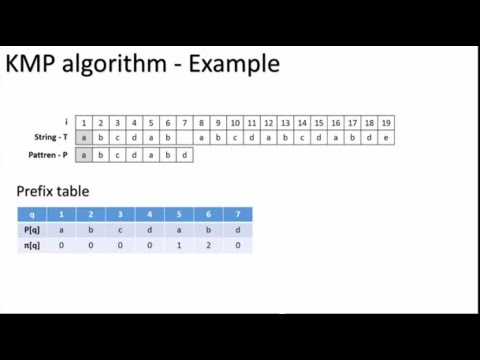 KMP algorithm - Example
i 1 2 3 4 5 6 7 8 9 10 11 12 13 14 15 16 17 18 19
String - T a b c d a b a b c d a b c d a b d e
Pattren - P a b c d a b d
Prefix table
q 1 2 3 4 5 6 7
P[q] a b c d a b d
π[q] 0 0 0 0 1 2 0